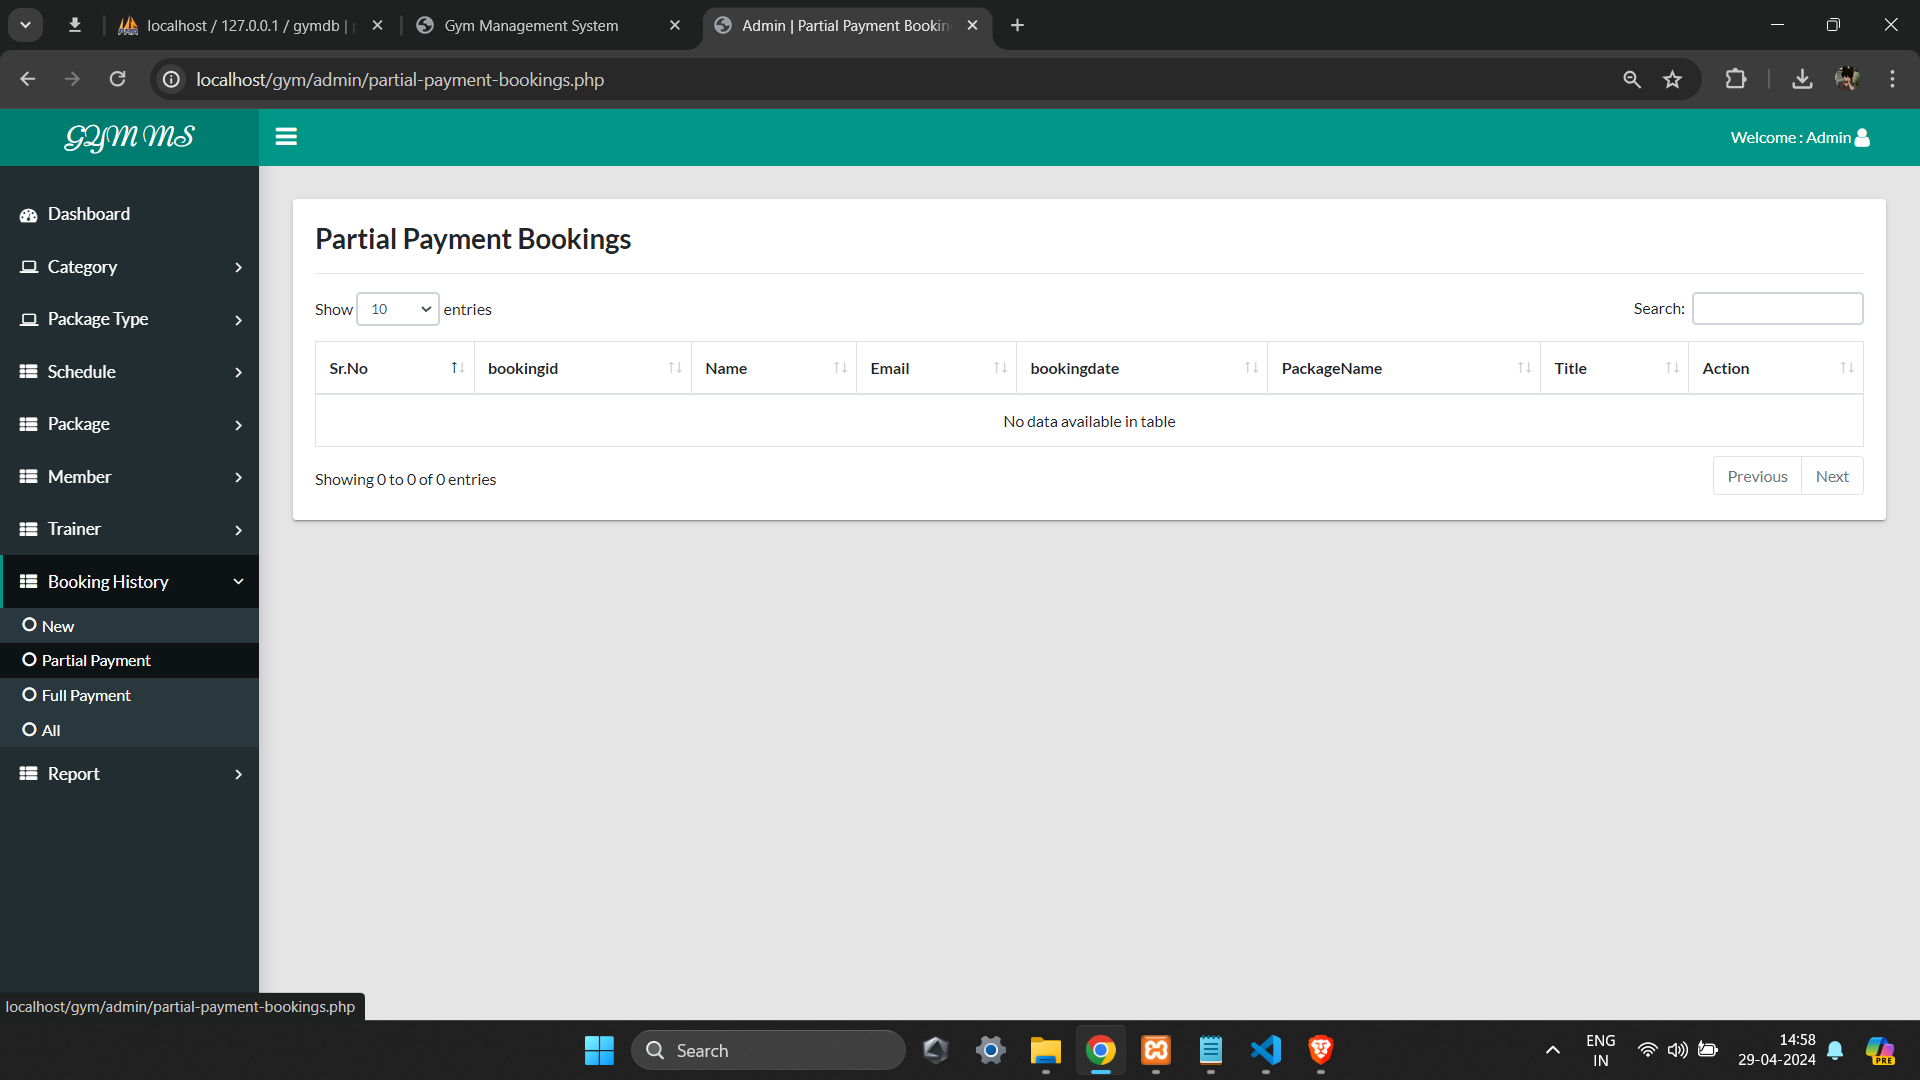 localhost / 127.0.0.1 / gymdb |
Gym Management System
Admin | Partial Payment Bookin
localhost/gym/admin/partial-payment-bookings.php
GYM MS
Welcome : Admin
Dashboard
Category
Package Type
Schedule
Package
Member
Trainer
Booking History
New
Partial Payment
Full Payment
All
Report
Partial Payment Bookings
Show 10 entries
Search:
Sr.No bookingid Name Email bookingdate PackageName Title Action
No data available in table
Showing 0 to 0 of 0 entries
Previous Next
localhost/gym/admin/partial-payment-bookings.php
Search
ENG
IN
14:58
29-04-2024
PRE